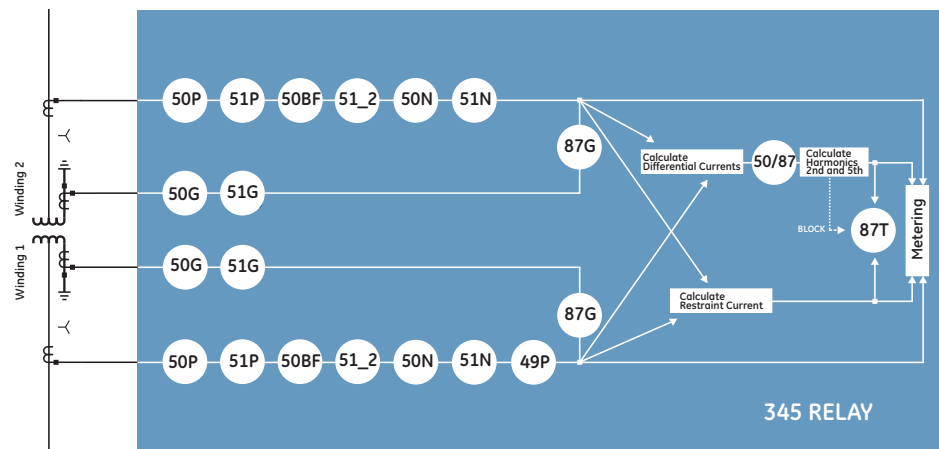 50P 51P 50BF 51_2 50N 51N
87G
Calculate
Differential Currents
50/87
Calculate
Harmonics
2nd and 5th
Winding 2
50G 51G
BLOCK
87T
Metering
Winding 1
50G 51G
Calculate
Restraint Current
87G
50P 51P 50BF 51_2 50N 51N 49P
345 RELAY